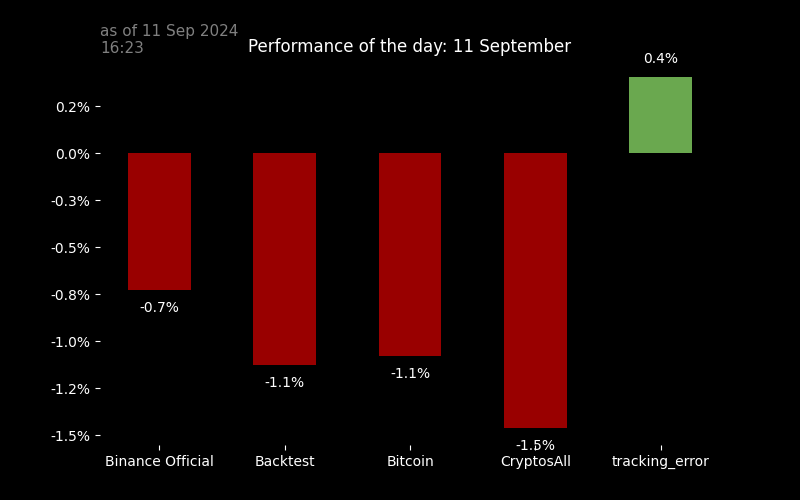 as of 11 Sep 2024
16:23
Performance of the day: 11 September
0.4%
0.2%
0.0%
-0.3%
-0.5%
-0.8%
-1.0%
-1.2%
-1.5%
-0.7%
-1.1%
-1.1%
-1.5%
Binance Official
Backtest
Bitcoin
CryptosAll
tracking_error